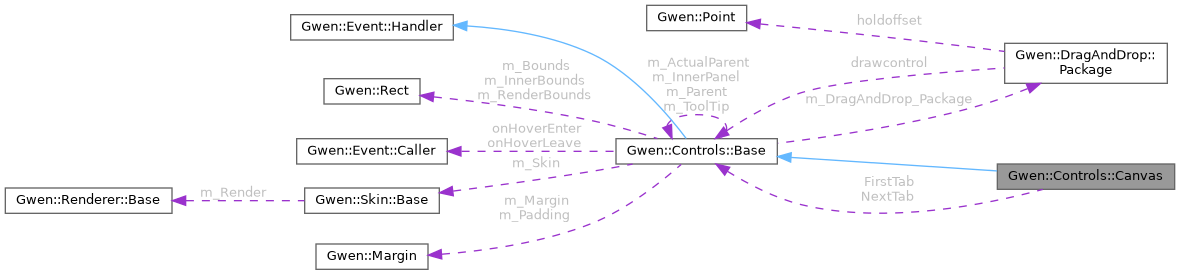 Gwen::Event::Handler
Gwen::Point
holdoffset
Gwen::DragAndDrop::
Package
drawcontrol
m_DragAndDrop_Package
m_ActualParent
m_InnerPanel
m_Parent
m_ToolTip
m_Bounds
m_InnerBounds
m_RenderBounds
Gwen::Rect
onHoverEnter
onHoverLeave
Gwen::Event::Caller
Gwen::Controls::Base
m_Skin
Gwen::Controls::Canvas
FirstTab
NextTab
Gwen::Renderer::Base
m_Render
Gwen::Skin::Base
m_Margin
m_Padding
Gwen::Margin